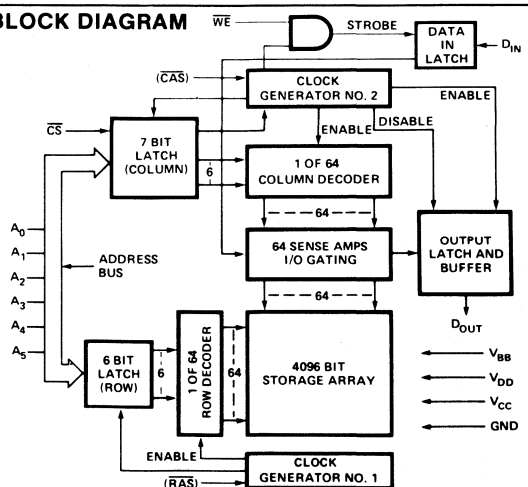 BLOCK DIAGRAM
WE
STROBE
DATA
IN
LATCH
DIN
(CAS)
CLOCK
GENERATOR NO. 2
ENABLE
CS
7 BIT
LATCH
(COLUMN)
6
ENABLE
DISABLE
1 OF 64
COLUMN DECODER
64
A0
A1
A2
A3
A4
A5
ADDRESS
BUS
64 SENSE AMPS
I/O GATING
OUTPUT
LATCH AND
BUFFER
64
DOUT
6 BIT
LATCH
(ROW)
6
1 OF 64
ROW DECODER
64
4096 BIT
STORAGE ARRAY
VBB
VDD
VCC
GND
ENABLE
(RAS)
CLOCK
GENERATOR NO. 1